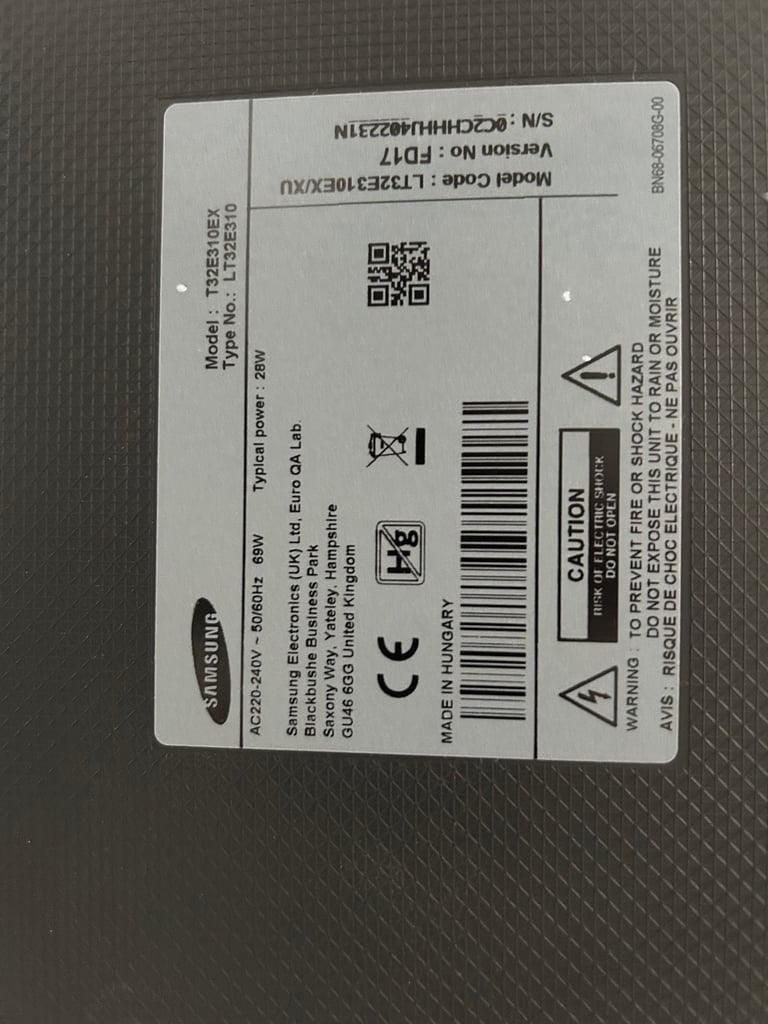 SAMSUNG
Model : T32E310EX
Type No.: LT32E310
AC220-240V ~ 50/60Hz 69W Typical power : 28W
Samsung Electronics (UK) Ltd, Euro QA Lab.
Blackbushe Business Park
Saxony Way, Yateley, Hampshire
GU46 6GG United Kingdom
Hg
CE
MADE IN HUNGARY
Model Code : LT32E310EX/XU
Version No : FD17
S/N : 0C2CHHHJ402231N
CAUTION
RISK OF ELECTRIC SHOCK
DO NOT OPEN
WARNING : TO PREVENT FIRE OR SHOCK HAZARD
DO NOT EXPOSE THIS UNIT TO RAIN OR MOISTURE
AVIS : RISQUE DE CHOC ELECTRIQUE - NE PAS OUVRIR
BN68-06708G-00